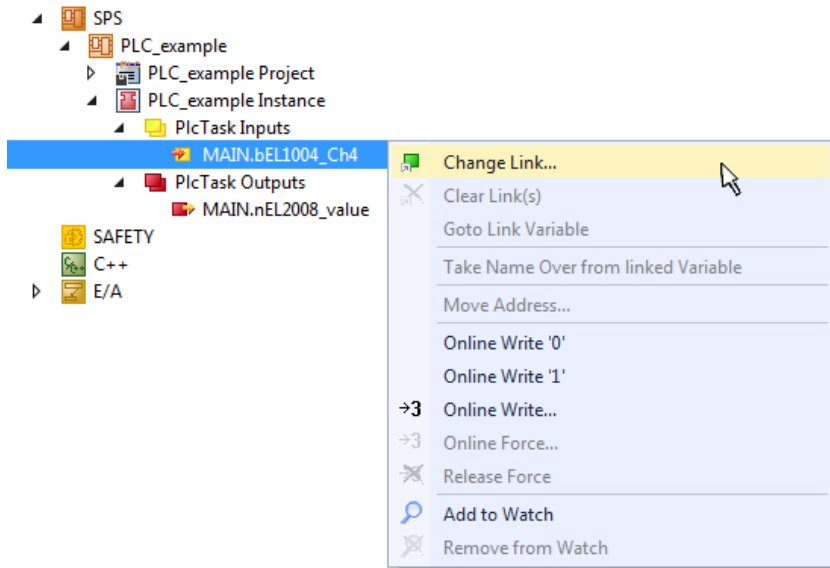 SPS
PLC_example
PLC_example Project
PLC_example Instance
PlcTask Inputs
MAIN.bEL1004_Ch4
PlcTask Outputs
MAIN.nEL2008_value
SAFETY
C++
E/A
Change Link...
Clear Link(s)
Goto Link Variable
Take Name Over from linked Variable
Move Address...
Online Write '0'
Online Write '1'
→3 Online Write...
→3 Online Force...
Release Force
Add to Watch
Remove from Watch